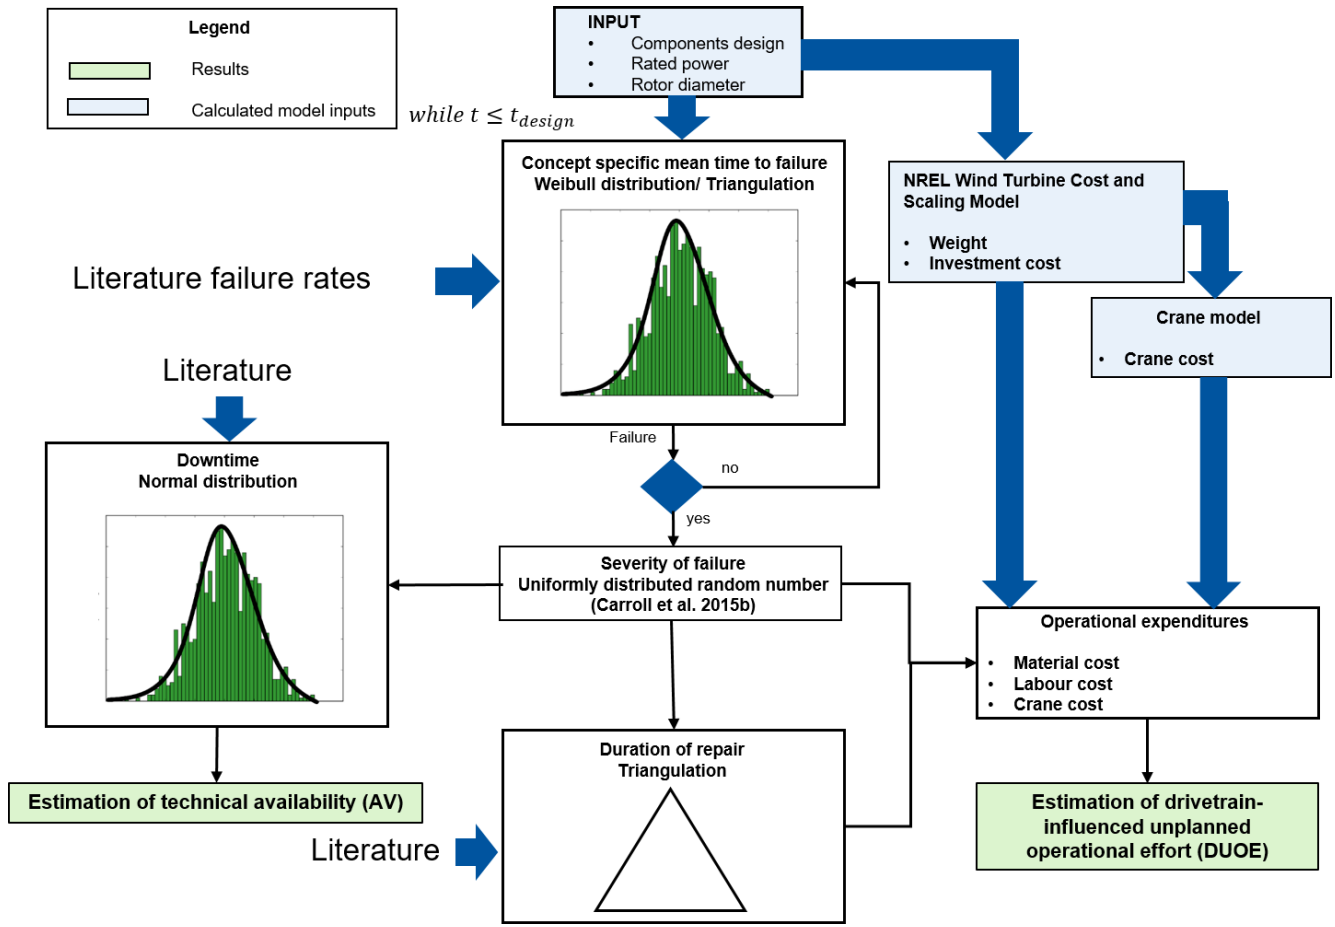 Legend
Results
Calculated model inputs
INPUT
• Components design
• Rated power
• Rotor diameter
while t ≤ t_design
Concept specific mean time to failure
Weibull distribution/ Triangulation
NREL Wind Turbine Cost and
Scaling Model
• Weight
• Investment cost
Literature failure rates
Crane model
• Crane cost
Literature
Failure
no
yes
Downtime
Normal distribution
Severity of failure
Uniformly distributed random number
(Carroll et al. 2015b)
Operational expenditures
• Material cost
• Labour cost
• Crane cost
Duration of repair
Triangulation
Estimation of technical availability (AV)
Literature
Estimation of drivetrain-
influenced unplanned
operational effort (DUOE)